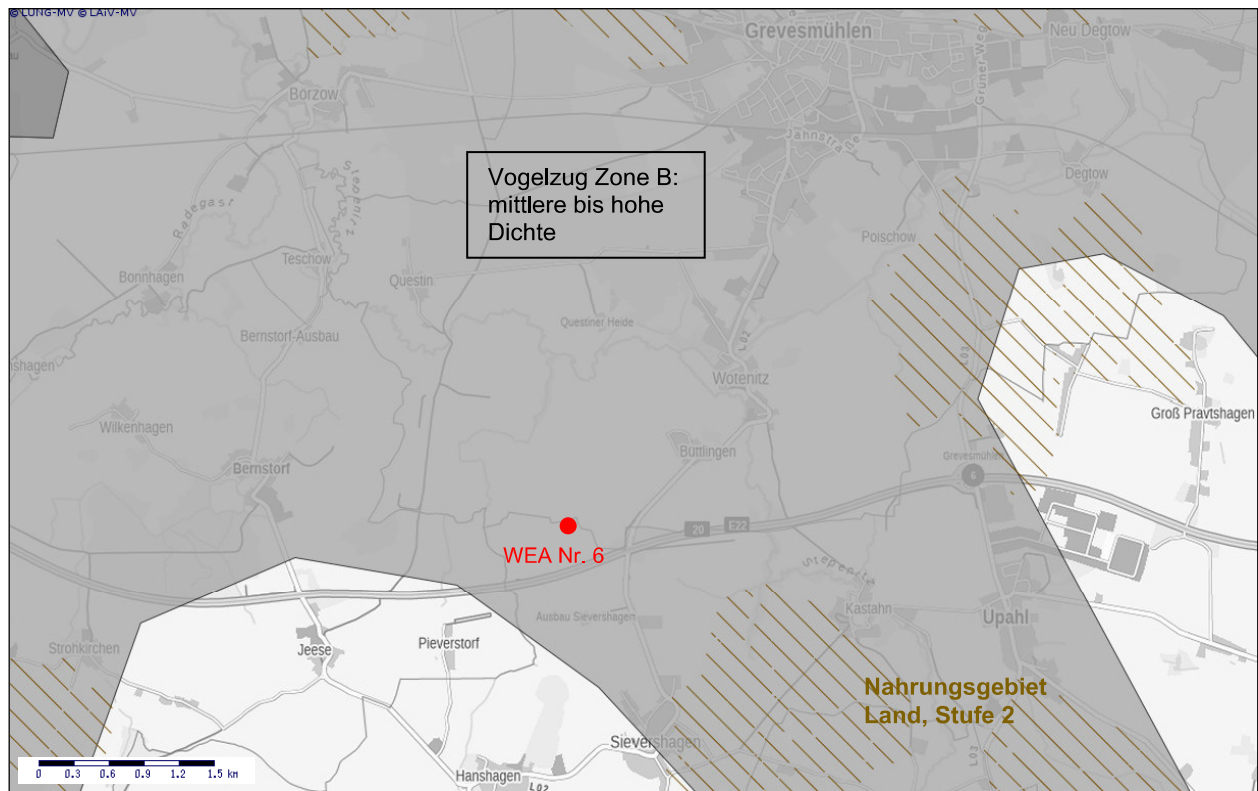 © LUNG-MV © LAiV-MV
Grevesmühlen
Neu Degtow
Grüner Weg
Börzow
Jahnstraße
Degtow
Stepenitz
Radegast
Vogelzug Zone B:
mittlere bis hohe
Dichte
Poischow
Teschow
Questin
Bonnhagen
Questiner Heide
Bernstorf-Ausbau
L02
L03
Wotenitz
Groß Pravtshagen
Wilkenhagen
Büttlingen
Bernstorf
Grevesmühlen
6
20
E22
WEA Nr. 6
Stepenitz
Kastahn
Ausbau Sievershagen
Upahl
Strohkirchen
Jeese
Pieverstorf
Nahrungsgebiet
Land, Stufe 2
Sievershagen
L03
Hanshagen
L02
0 0.3 0.6 0.9 1.2 1.5 km